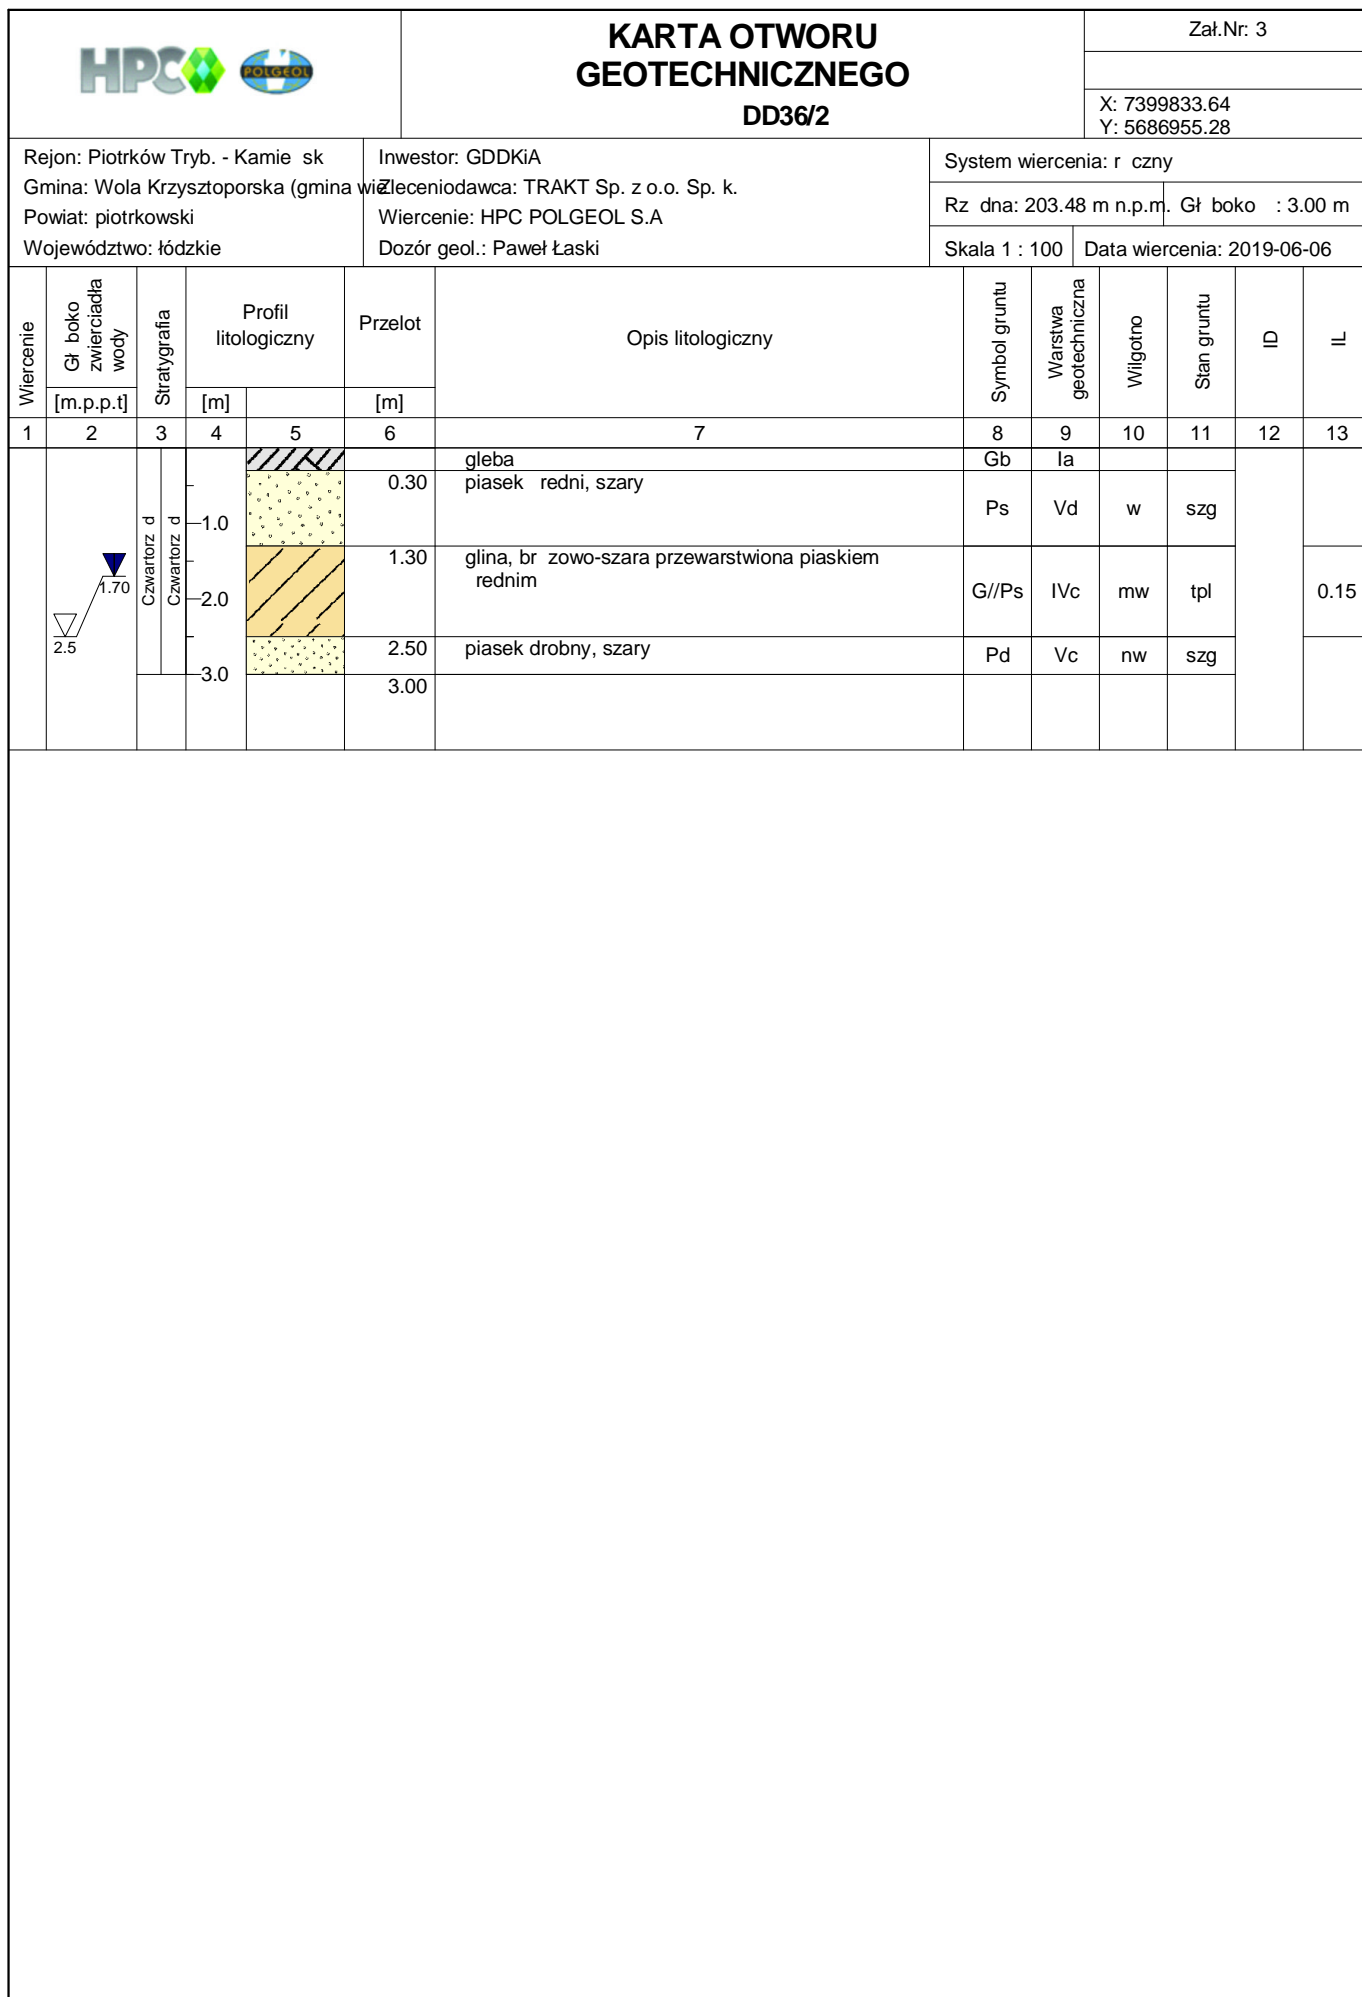 HPC POLGEOL
KARTA OTWORU
GEOTECHNICZNEGO
DD36/2
Zał.Nr: 3
X: 7399833.64
Y: 5686955.28
Rejon: Piotrków Tryb. - Kamie sk
Gmina: Wola Krzysztoporska (gmina wie
Powiat: piotrkowski
Województwo: łódzkie
Inwestor: GDDKiA
Zleceniodawca: TRAKT Sp. z o.o. Sp. k.
Wiercenie: HPC POLGEOL S.A
Dozór geol.: Paweł Łaski
System wiercenia: r czny
Rz dna: 203.48 m n.p.m. Gł boko : 3.00 m
Skala 1 : 100 Data wiercenia: 2019-06-06
Wiercenie
Gł boko zwierciadła wody
[m.p.p.t]
Stratygrafia
Profil litologiczny
[m]
Przelot
[m]
Opis litologiczny
Symbol gruntu
Warstwa geotechniczna
Wilgotno
Stan gruntu
ID
IL
1 2 3 4 5 6 7 8 9 10 11 12 13
gleba Gb Ia
0.30 piasek redni, szary Ps Vd w szg
1.0
1.30 glina, br zowo-szara przewarstwiona piaskiem
rednim G//Ps IVc mw tpl 0.15
1.70
Czwartorz d
Czwartorz d
2.0
2.5
2.50 piasek drobny, szary Pd Vc nw szg
3.0
3.00